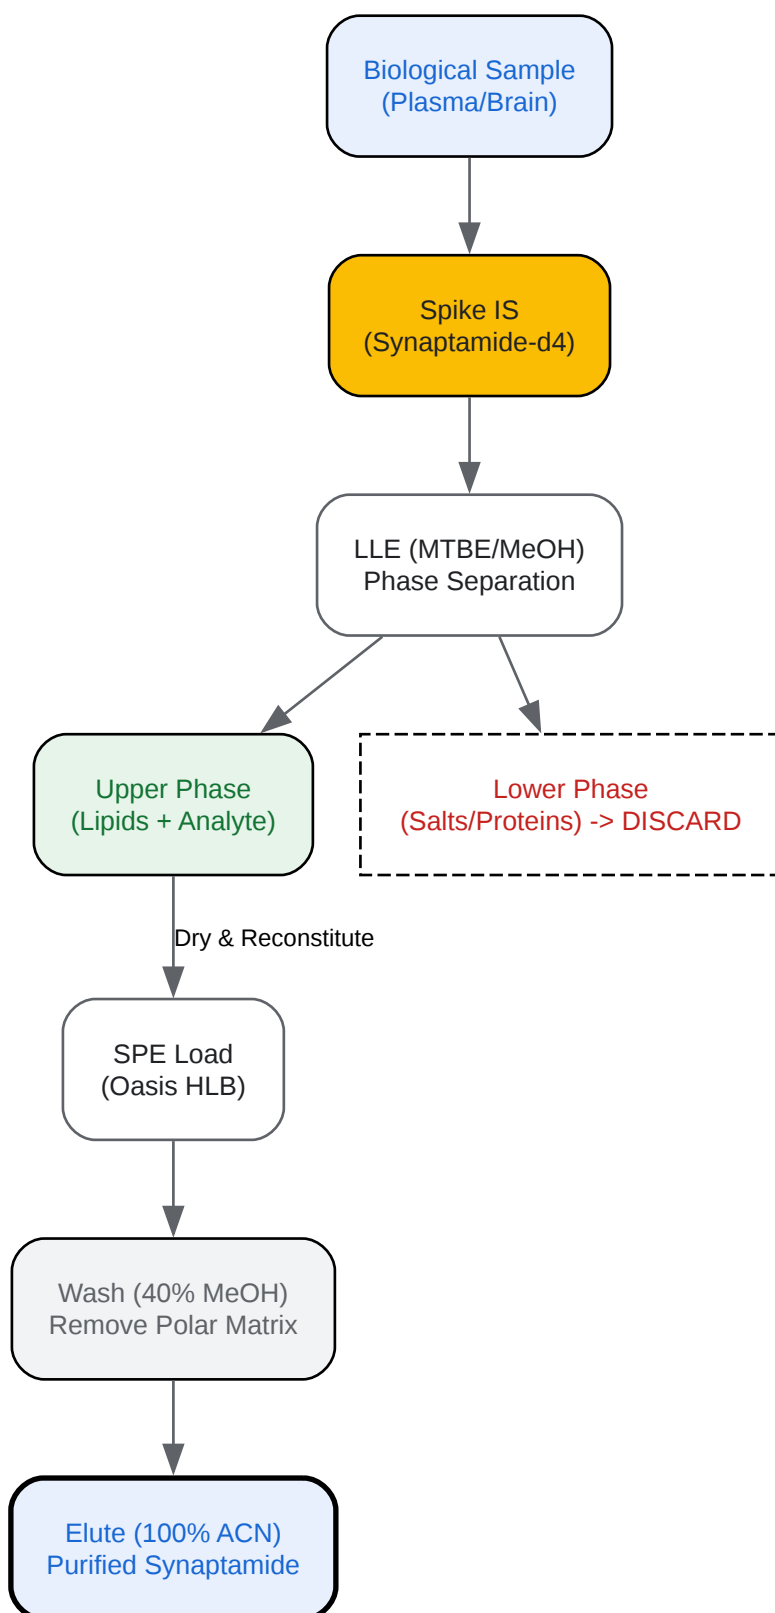 Biological Sample
(Plasma/Brain)
Spike IS
(Synaptamide-d4)
LLE (MTBE/MeOH)
Phase Separation
Upper Phase
(Lipids + Analyte)
Lower Phase
(Salts/Proteins) -> DISCARD
Dry & Reconstitute
SPE Load
(Oasis HLB)
Wash (40% MeOH)
Remove Polar Matrix
Elute (100% ACN)
Purified Synaptamide